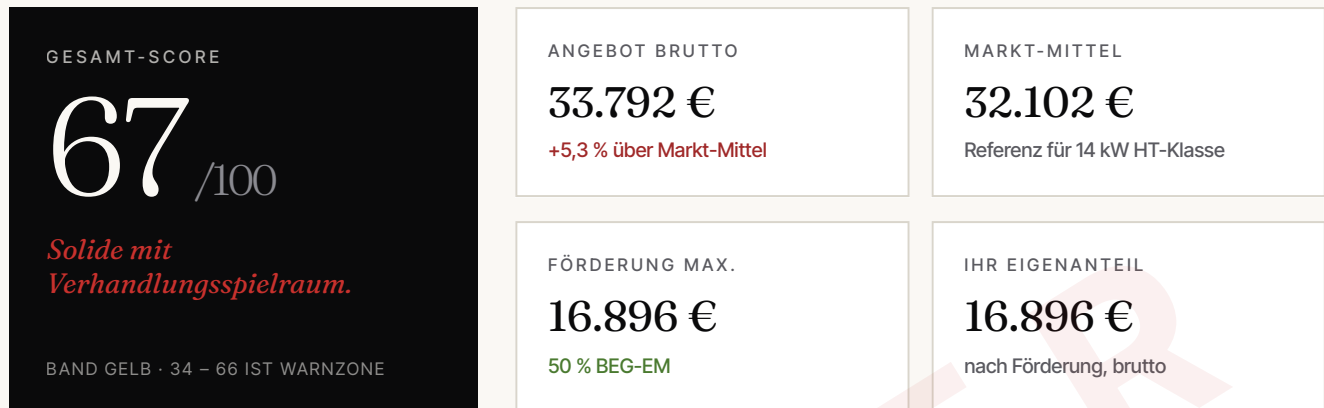 GESAMT-SCORE
67 /100
Solide mit
Verhandlungsspielraum.
BAND GELB · 34 – 66 IST WARNZONE
ANGEBOT BRUTTO
33.792 €
+5,3 % über Markt-Mittel
MARKT-MITTEL
32.102 €
Referenz für 14 kW HT-Klasse
FÖRDERUNG MAX.
16.896 €
50 % BEG-EM
IHR EIGENANTEIL
16.896 €
nach Förderung, brutto